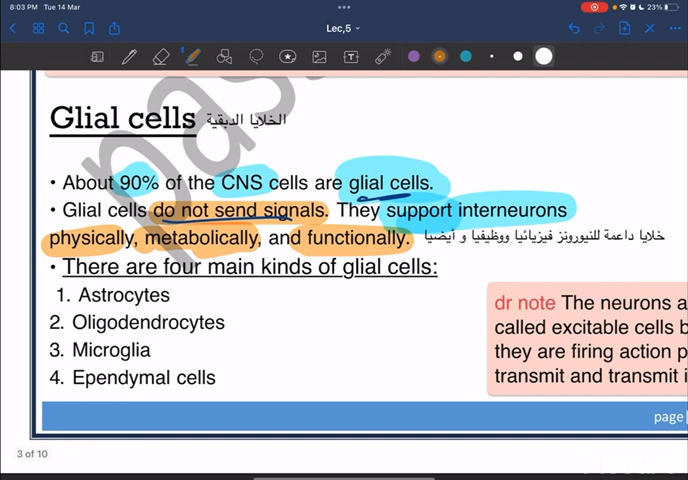 8:03 PM Tue 14 Mar
23%
Lec,5
Glial cells الخلايا الدبقية
• About 90% of the CNS cells are glial cells.
• Glial cells do not send signals. They support interneurons
physically, metabolically, and functionally. خلايا داعمة للنيورونز فيزيائيا ووظيفيا و أيضيا
• There are four main kinds of glial cells:
1. Astrocytes
2. Oligodendrocytes
3. Microglia
4. Ependymal cells
dr note The neurons a
called excitable cells b
they are firing action p
transmit and transmit i
page
3 of 10